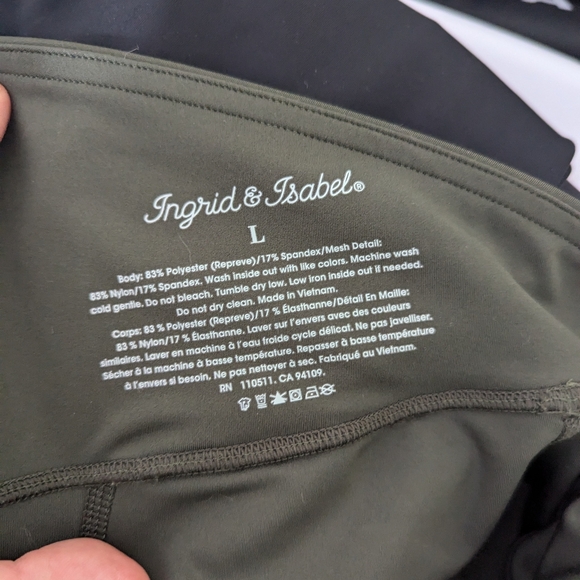 Ingrid & Isabel®
L
Body: 83% Polyester (Repreve)/17% Spandex/Mesh Detail:
83% Nylon/17% Spandex. Wash inside out with like colors. Machine wash
cold gentle. Do not bleach. Tumble dry low. Low iron inside out if needed.
Do not dry clean. Made in Vietnam.
Corps: 83 % Polyester (Repreve)/17 % Élasthanne/Détail En Maille:
83 % Nylon/17 % Élasthanne. Laver sur l'envers avec des couleurs
similaires. Laver en machine à l'eau froide cycle délicat. Ne pas javelliser.
Sécher à la machine à basse température. Repasser à basse température
à l'envers si besoin. Ne pas nettoyer à sec. Fabriqué au Vietnam.
RN 110511. CA 94109.